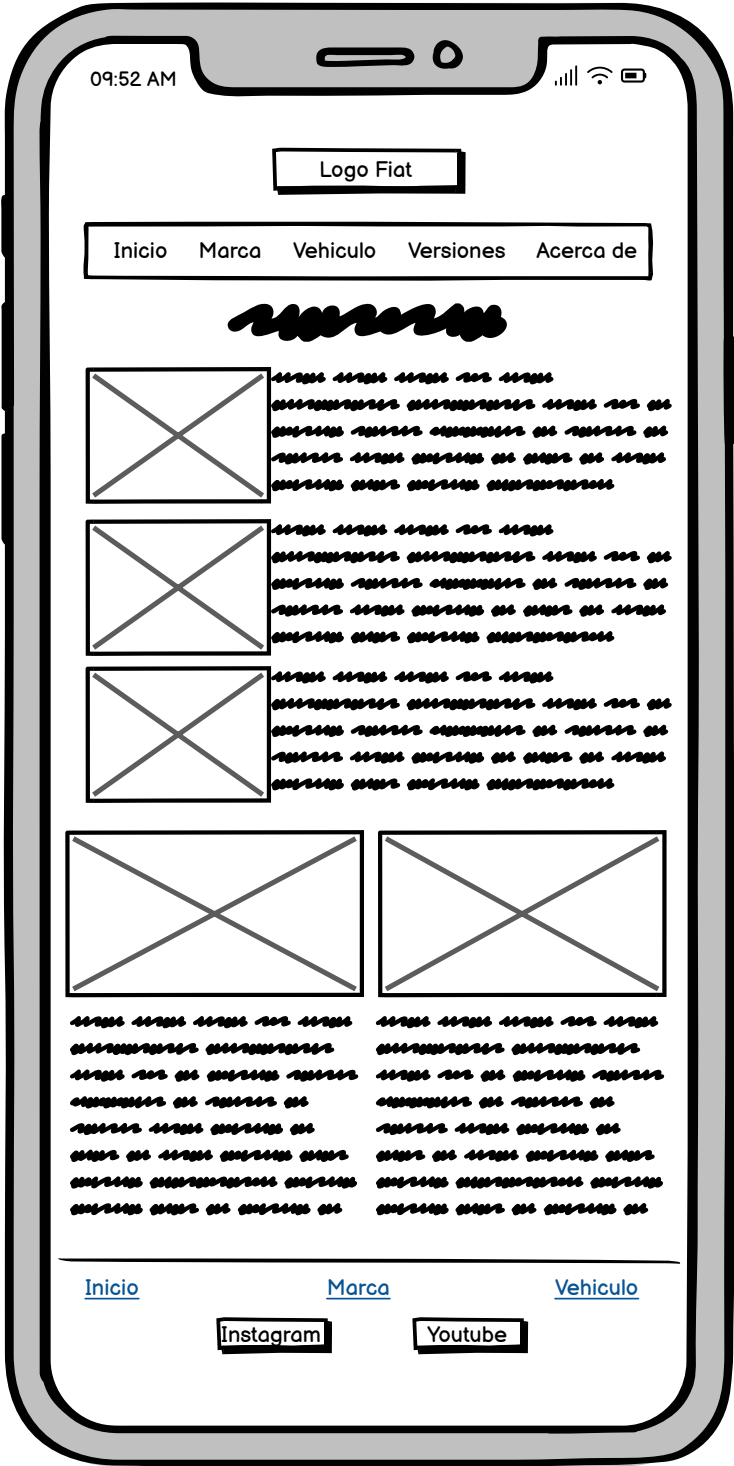 09:52 AM
Logo Fiat
Inicio Marca Vehiculo Versiones Acerca de
Inicio Marca Vehiculo
Instagram Youtube